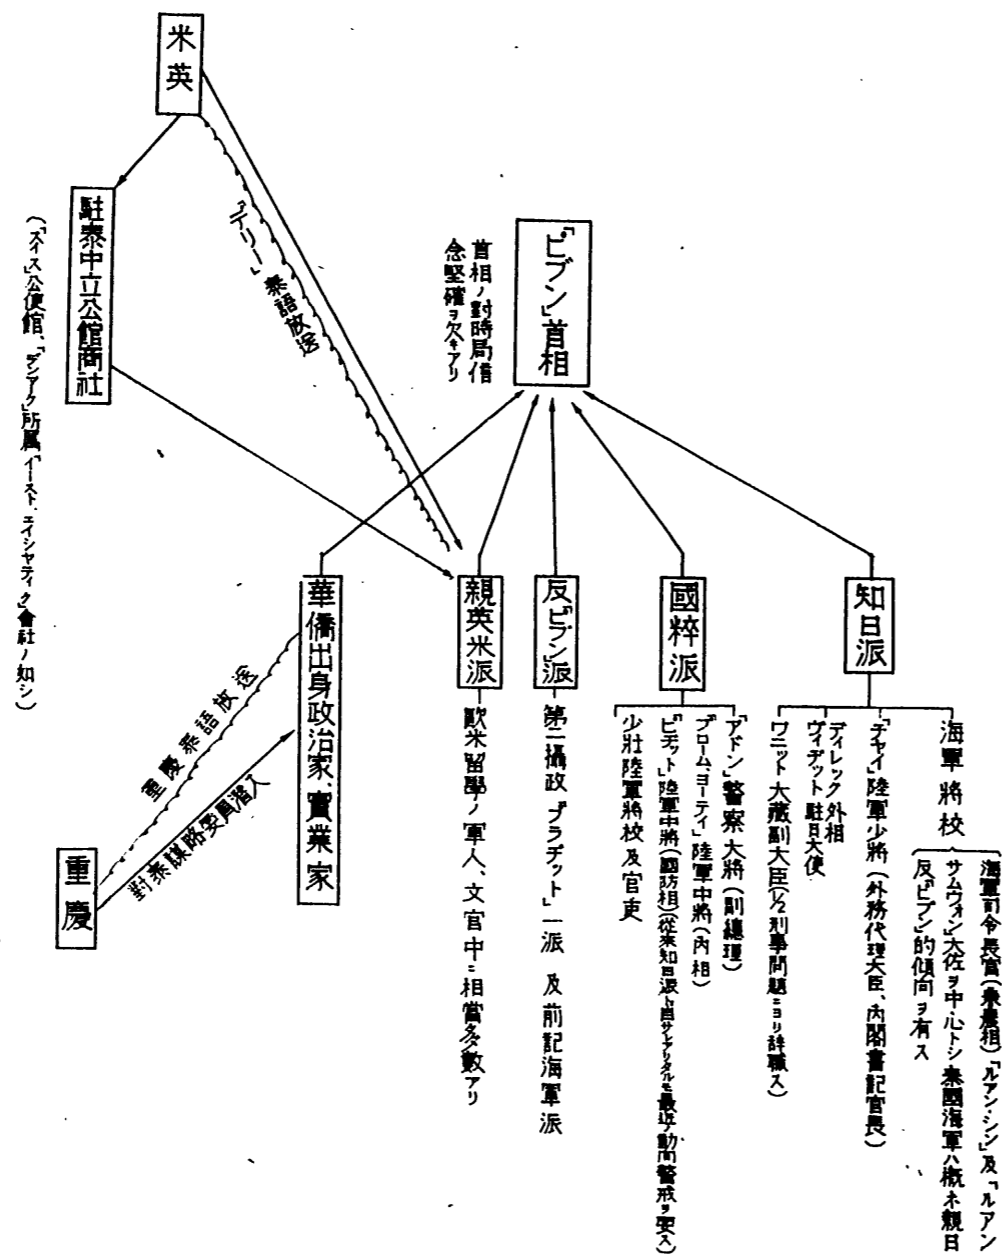 「ピブン」首相
首相ノ對時局信
念堅確ヲ欠キアリ
知日派
海軍將校
海軍司令長官(兼農相)「ルアン・シン」及「ルアン
サムヴォン」大佐ヲ中心トシ泰國海軍ハ概ネ親日
反「ピブン」的傾向ヲ有ス
「チャイ」陸軍少將(外務代理大臣、內閣書記官長)
ディレック外相
ヴィヂット駐日大使
ワニット大藏副大臣(1/2刑事問題ニヨリ辞職ス)
國粹派
「アドン」警察大將(副總理)
「プローム、ヨーティ」陸軍中將(內相)
「ピチット」陸軍中將(國防相)(從來知日派ト目サレアリタルモ最近ノ動向警戒ヲ要ス)
少壯陸軍將校及官吏
反「ピブン」派
第二攝政「プラヂット」一派及前記海軍派
親英米派
歐米留學ノ軍人、文官中ニ相當多數アリ
華僑出身政治家、實業家
米英
「デリー」泰語放送
駐泰中立公館商社
(「スイス」公使館、「デンマーク」所屬「イースト、エイシヤティク」會社ノ如シ)
重慶
重慶泰語放送
對泰謀略委員潛入